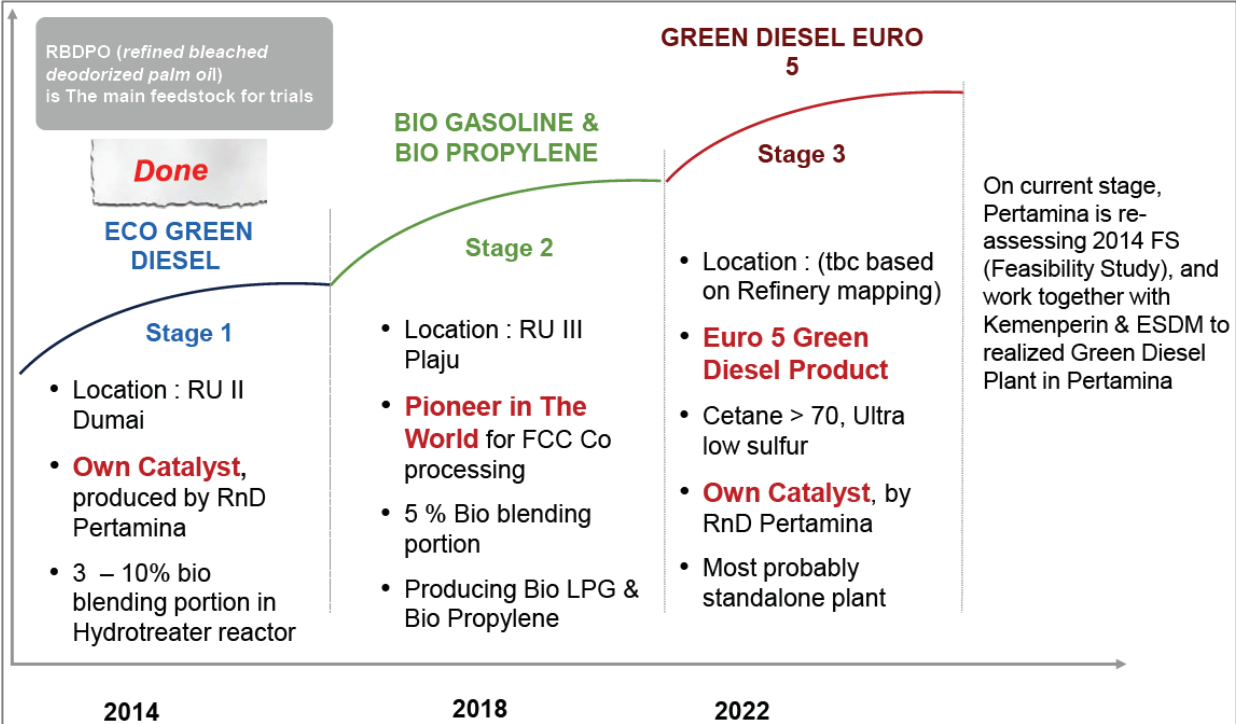 RBDPO (refined bleached
deodorized palm oil)
is The main feedstock for trials
Done
ECO GREEN
DIESEL
Stage 1
• Location : RU II
Dumai
• Own Catalyst,
produced by RnD
Pertamina
• 3 – 10% bio
blending portion in
Hydrotreater reactor
2014
BIO GASOLINE &
BIO PROPYLENE
Stage 2
• Location : RU III
Plaju
• Pioneer in The
World for FCC Co
processing
• 5 % Bio blending
portion
• Producing Bio LPG &
Bio Propylene
2018
GREEN DIESEL EURO
5
Stage 3
• Location : (tbc based
on Refinery mapping)
• Euro 5 Green
Diesel Product
• Cetane > 70, Ultra
low sulfur
• Own Catalyst, by
RnD Pertamina
• Most probably
standalone plant
2022
On current stage,
Pertamina is re-
assessing 2014 FS
(Feasibility Study), and
work together with
Kemenperin & ESDM to
realized Green Diesel
Plant in Pertamina